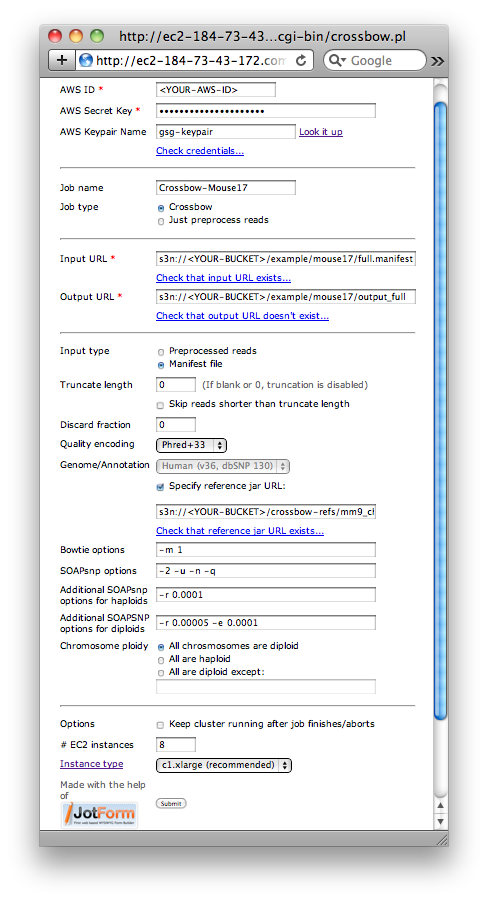 http://ec2-184-73-43...cgi-bin/crossbow.pl
http://ec2-184-73-43-172.com
Google
AWS ID * <YOUR-AWS-ID>
AWS Secret Key * •••••••••••••••••••••
AWS Keypair Name gsg-keypair Look it up
Check credentials...
Job name Crossbow-Mouse17
Job type Crossbow
Just preprocess reads
Input URL * s3n://<YOUR-BUCKET>/example/mouse17/full.manifest
Check that input URL exists...
Output URL * s3n://<YOUR-BUCKET>/example/mouse17/output_full
Check that output URL doesn't exist...
Input type Preprocessed reads
Manifest file
Truncate length 0 (If blank or 0, truncation is disabled)
Skip reads shorter than truncate length
Discard fraction 0
Quality encoding Phred+33
Genome/Annotation Human (v36, dbSNP 130)
Specify reference jar URL:
s3n://<YOUR-BUCKET>/crossbow-refs/mm9_ch
Check that reference jar URL exists...
Bowtie options -m 1
SOAPsnp options -2 -u -n -q
Additional SOAPsnp
options for haploids -r 0.0001
Additional SOAPSNP
options for diploids -r 0.00005 -e 0.0001
Chromosome ploidy All chrosmosomes are diploid
All are haploid
All are diploid except:
Options Keep cluster running after job finishes/aborts
# EC2 instances 8
Instance type c1.xlarge (recommended)
Made with the help
of
JotForm
Submit